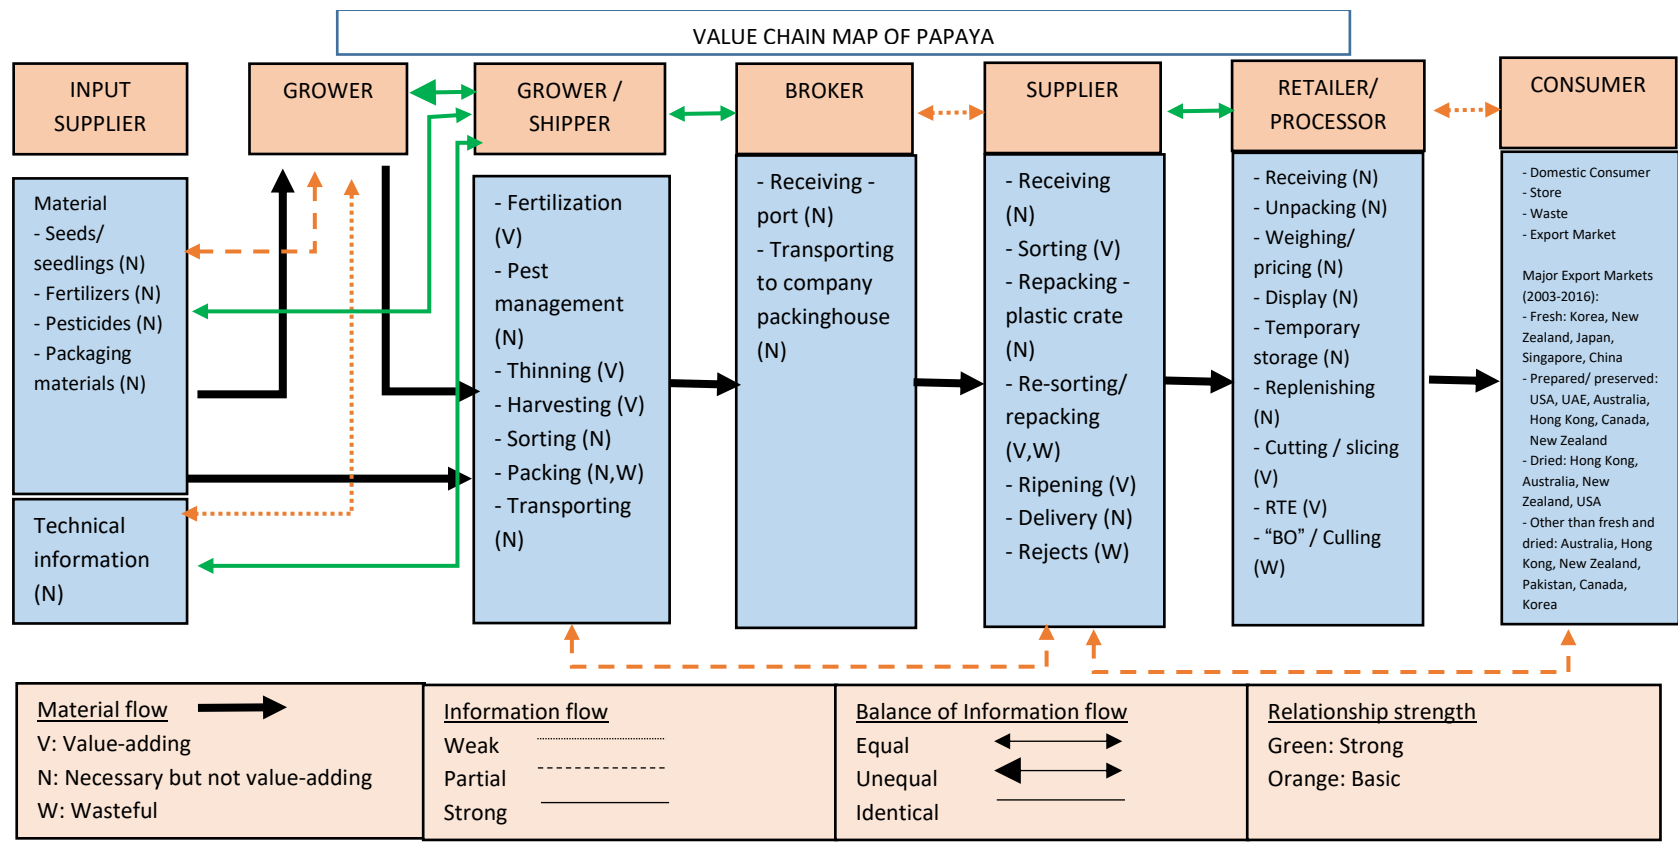 VALUE CHAIN MAP OF PAPAYA
INPUT
SUPPLIER
GROWER
GROWER /
SHIPPER
BROKER
SUPPLIER
RETAILER/
PROCESSOR
CONSUMER
Material
- Seeds/
seedlings (N)
- Fertilizers (N)
- Pesticides (N)
- Packaging
materials (N)
Technical
information
(N)
- Fertilization
(V)
- Pest
management
(N)
- Thinning (V)
- Harvesting (V)
- Sorting (N)
- Packing (N,W)
- Transporting
(N)
- Receiving -
port (N)
- Transporting
to company
packinghouse
(N)
- Receiving
(N)
- Sorting (V)
- Repacking -
plastic crate
(N)
- Re-sorting/
repacking
(V,W)
- Ripening (V)
- Delivery (N)
- Rejects (W)
- Receiving (N)
- Unpacking (N)
- Weighing/
pricing (N)
- Display (N)
- Temporary
storage (N)
- Replenishing
(N)
- Cutting / slicing
(V)
- RTE (V)
- “BO” / Culling
(W)
- Domestic Consumer
- Store
- Waste
- Export Market
Major Export Markets
(2003-2016):
- Fresh: Korea, New
Zealand, Japan,
Singapore, China
- Prepared/ preserved:
USA, UAE, Australia,
Hong Kong, Canada,
New Zealand
- Dried: Hong Kong,
Australia, New
Zealand, USA
- Other than fresh and
dried: Australia, Hong
Kong, New Zealand,
Pakistan, Canada,
Korea
Material flow
V: Value-adding
N: Necessary but not value-adding
W: Wasteful
Information flow
Weak
Partial
Strong
Balance of Information flow
Equal
Unequal
Identical
Relationship strength
Green: Strong
Orange: Basic